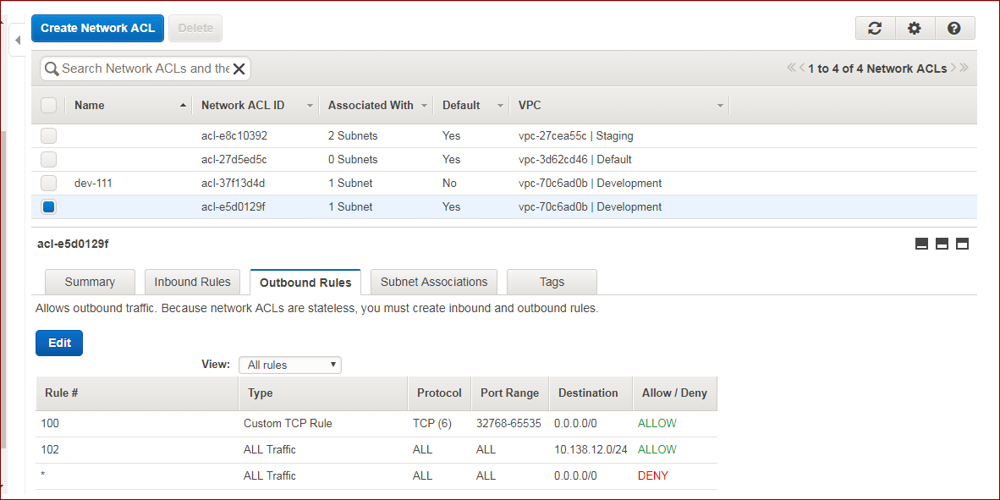 Create Network ACL Delete
Search Network ACLs and the 1 to 4 of 4 Network ACLs
Name Network ACL ID Associated With Default VPC
acl-e8c10392 2 Subnets Yes vpc-27cea55c | Staging
acl-27d5ed5c 0 Subnets Yes vpc-3d62cd46 | Default
dev-111 acl-37f13d4d 1 Subnet No vpc-70c6ad0b | Development
acl-e5d0129f 1 Subnet Yes vpc-70c6ad0b | Development
acl-e5d0129f
Summary Inbound Rules Outbound Rules Subnet Associations Tags
Allows outbound traffic. Because network ACLs are stateless, you must create inbound and outbound rules.
Edit
View: All rules
Rule # Type Protocol Port Range Destination Allow / Deny
100 Custom TCP Rule TCP (6) 32768-65535 0.0.0.0/0 ALLOW
102 ALL Traffic ALL ALL 10.138.12.0/24 ALLOW
* ALL Traffic ALL ALL 0.0.0.0/0 DENY